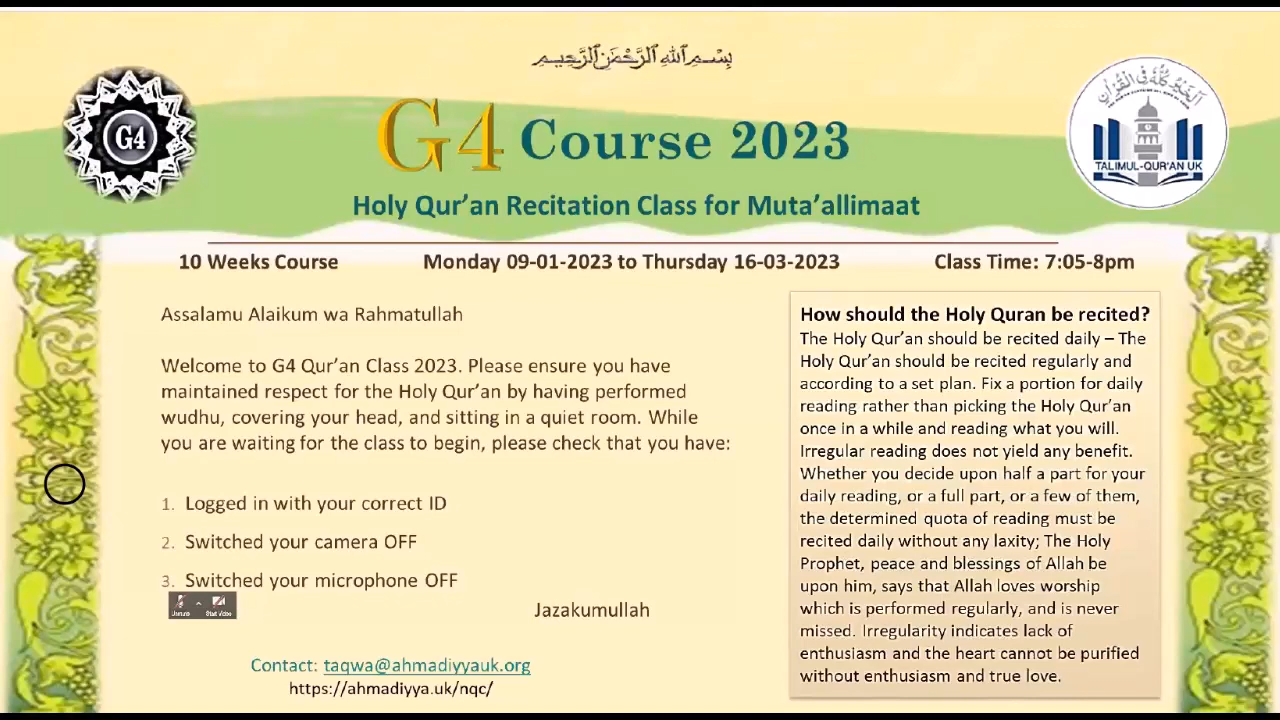 بِسْمِ اللهِ الرَّحْمٰنِ الرَّحِيْمِ
G4
G4 Course 2023
TALIMUL-QUR'AN UK
Holy Qur’an Recitation Class for Muta’allimaat
10 Weeks Course Monday 09-01-2023 to Thursday 16-03-2023 Class Time: 7:05-8pm
Assalamu Alaikum wa Rahmatullah
Welcome to G4 Qur’an Class 2023. Please ensure you have
maintained respect for the Holy Qur’an by having performed
wudhu, covering your head, and sitting in a quiet room. While
you are waiting for the class to begin, please check that you have:
1. Logged in with your correct ID
2. Switched your camera OFF
3. Switched your microphone OFF
Unmute Start Video
Jazakumullah
Contact: taqwa@ahmadiyyauk.org
https://ahmadiyya.uk/nqc/
How should the Holy Quran be recited?
The Holy Qur’an should be recited daily – The
Holy Qur’an should be recited regularly and
according to a set plan. Fix a portion for daily
reading rather than picking the Holy Qur’an
once in a while and reading what you will.
Irregular reading does not yield any benefit.
Whether you decide upon half a part for your
daily reading, or a full part, or a few of them,
the determined quota of reading must be
recited daily without any laxity; The Holy
Prophet, peace and blessings of Allah be
upon him, says that Allah loves worship
which is performed regularly, and is never
missed. Irregularity indicates lack of
enthusiasm and the heart cannot be purified
without enthusiasm and true love.